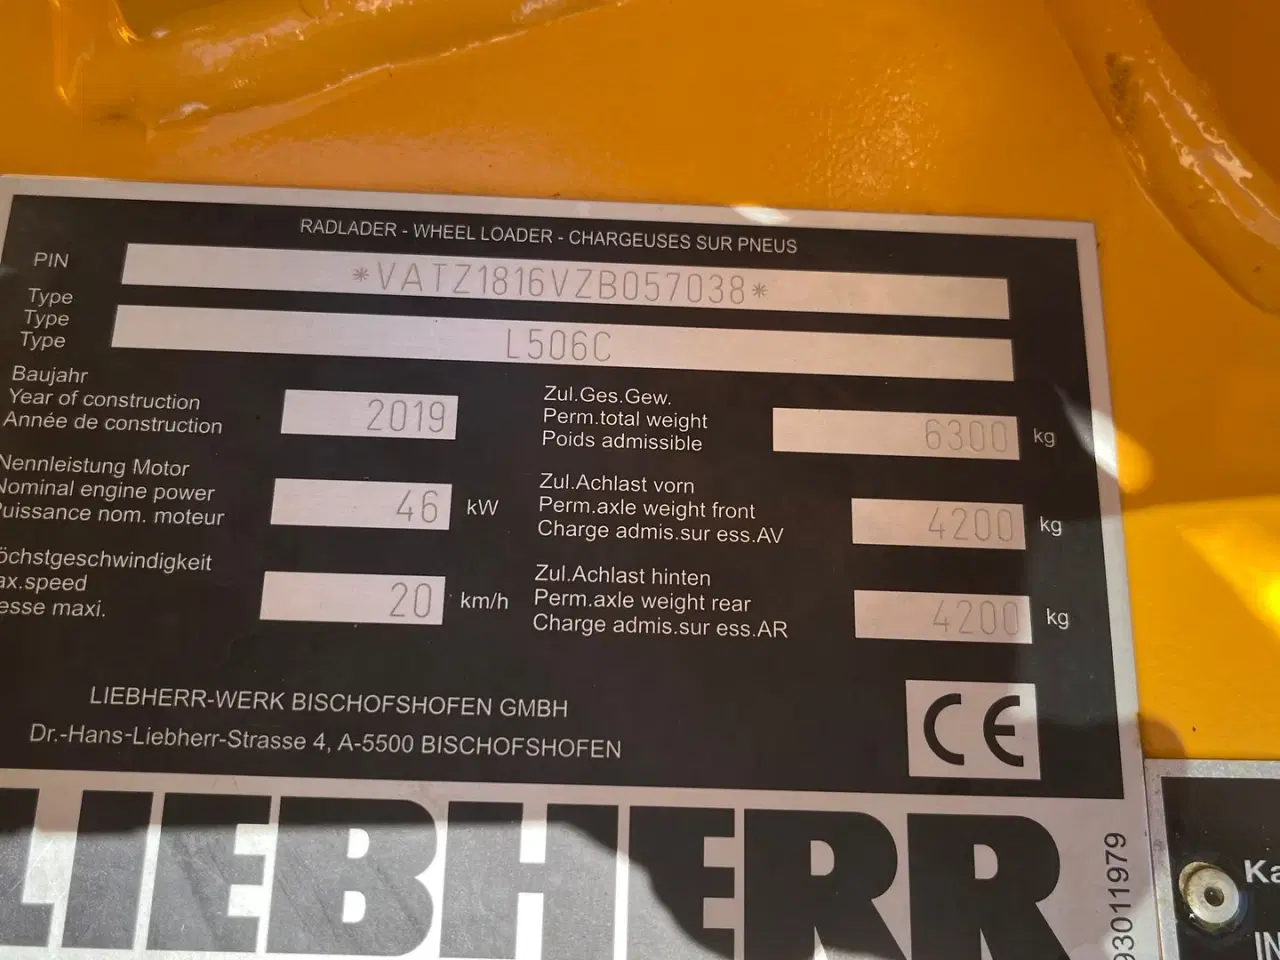 RADLADER - WHEEL LOADER - CHARGEUSES SUR PNEUS
PIN *VATZ1816VZB057038*
Type
Type L506C
Type
Baujahr
Year of construction 2019
Année de construction
Zul.Ges.Gew.
Perm.total weight 6300 kg
Poids admissible
Nennleistung Motor
Nominal engine power 46 kW
Puissance nom. moteur
Zul.Achlast vorn
Perm.axle weight front 4200 kg
Charge admis.sur ess.AV
öchstgeschwindigkeit
ax.speed 20 km/h
esse maxi.
Zul.Achlast hinten
Perm.axle weight rear 4200 kg
Charge admis.sur ess.AR
LIEBHERR-WERK BISCHOFSHOFEN GMBH
Dr.-Hans-Liebherr-Strasse 4, A-5500 BISCHOFSHOFEN
CE
LIEBHERR
93011979
Ka
IN